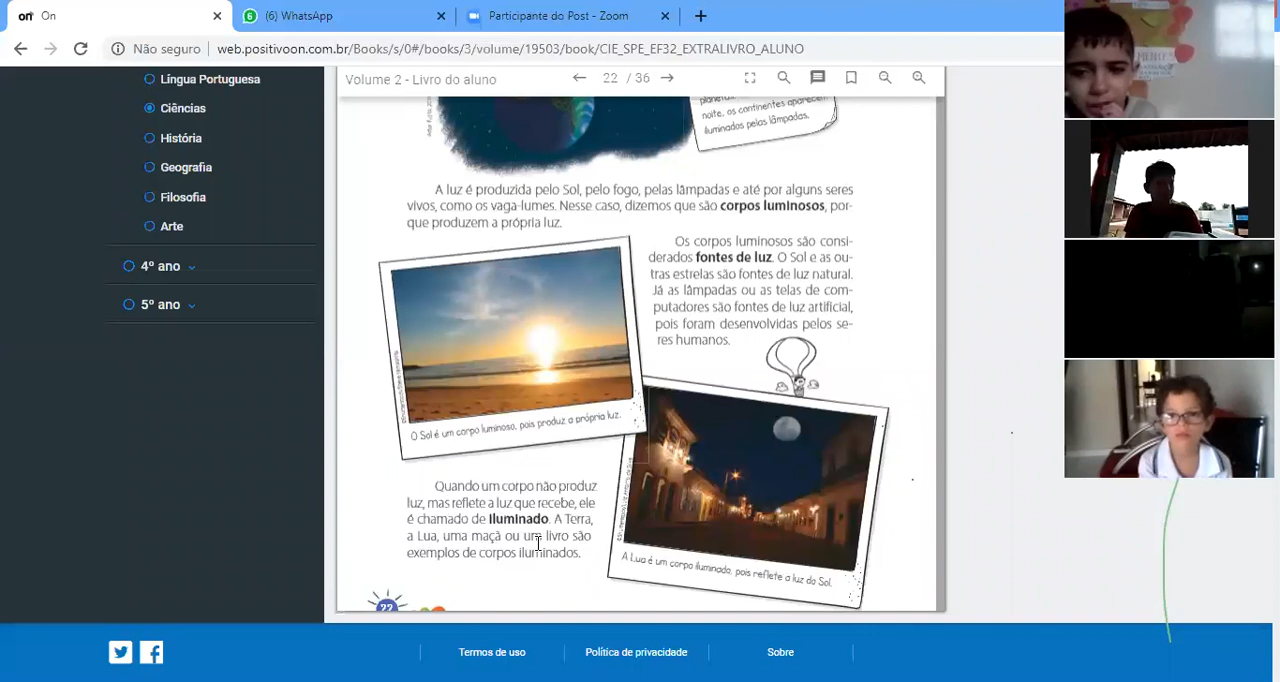 On
(6) WhatsApp
Participante do Post - Zoom
Não seguro
web.positivoon.com.br/Books/s/0#/books/3/volume/19503/book/CIE_SPE_EF32_EXTRALIVRO_ALUNO
Língua Portuguesa
Ciências
História
Geografia
Filosofia
Arte
4º ano
5º ano
Volume 2 - Livro do aluno
22 / 36
noite, os continentes aparecem
iluminados pelas lâmpadas.
A luz é produzida pelo Sol, pelo fogo, pelas lâmpadas e até por alguns seres
vivos, como os vaga-lumes. Nesse caso, dizemos que são corpos luminosos, por-
que produzem a própria luz.
Os corpos luminosos são consi-
derados fontes de luz. O Sol e as ou-
tras estrelas são fontes de luz natural.
Já as lâmpadas ou as telas de com-
putadores são fontes de luz artificial,
pois foram desenvolvidas pelos se-
res humanos.
O Sol é um corpo luminoso, pois produz a própria luz.
Quando um corpo não produz
luz, mas reflete a luz que recebe, ele
é chamado de iluminado. A Terra,
a Lua, uma maçã ou um livro são
exemplos de corpos iluminados.
A Lua é um corpo iluminado, pois reflete a luz do Sol.
22
Termos de uso
Política de privacidade
Sobre